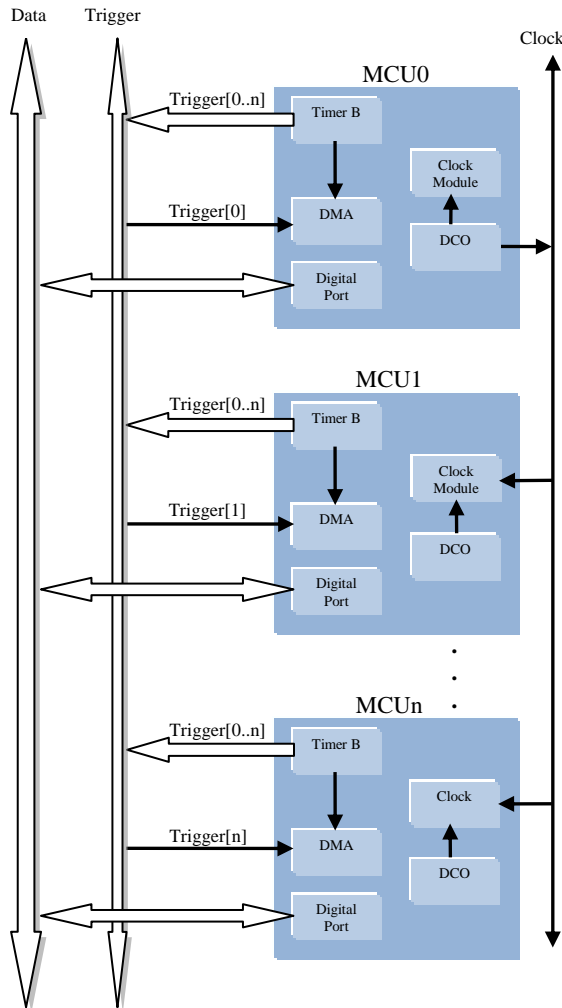 Data
Trigger
Clock
MCU0
Trigger[0..n]
Timer B
Clock
Module
Trigger[0]
DMA
DCO
Digital
Port
MCU1
Trigger[0..n]
Timer B
Clock
Module
Trigger[1]
DMA
DCO
Digital
Port
. . .
MCUn
Trigger[0..n]
Timer B
Clock
Trigger[n]
DMA
DCO
Digital
Port